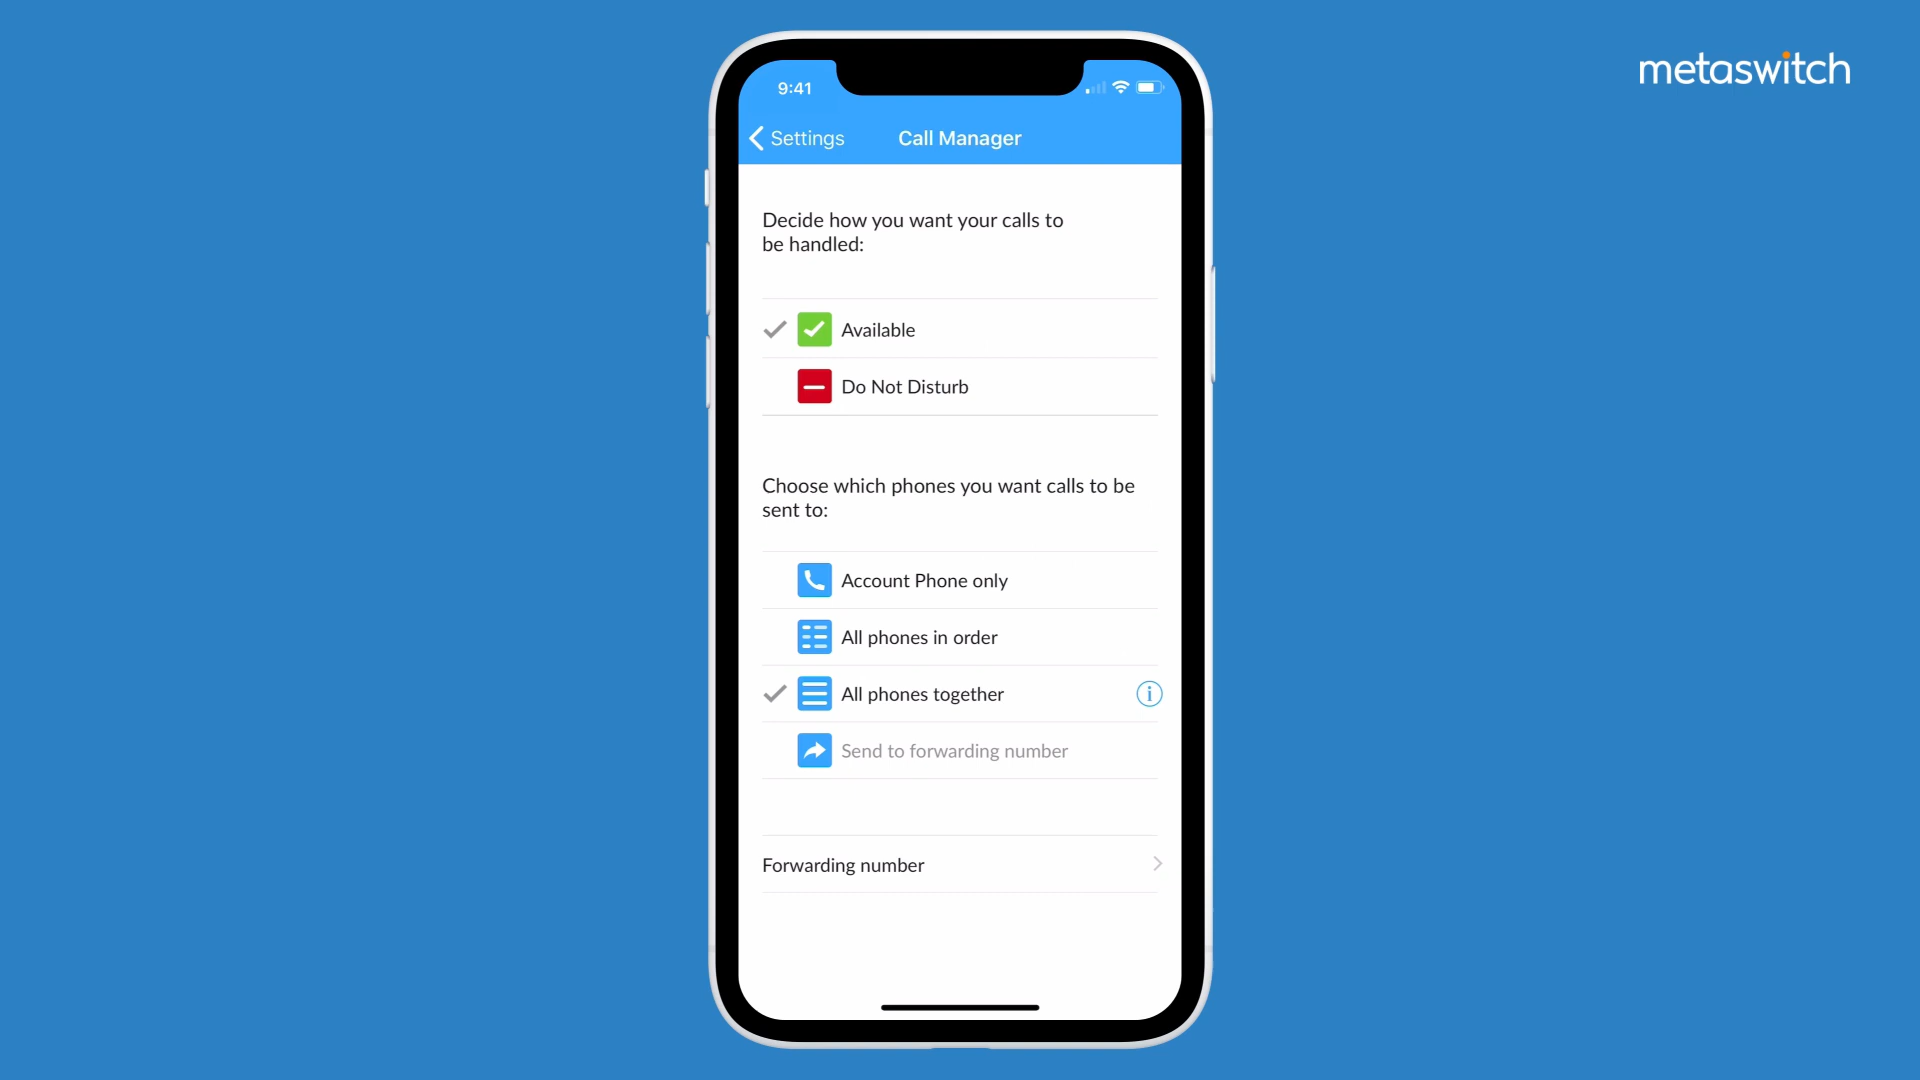 metaswitch
9:41
Settings
Call Manager
Decide how you want your calls to
be handled:
Available
Do Not Disturb
Choose which phones you want calls to be
sent to:
Account Phone only
All phones in order
All phones together
Send to forwarding number
Forwarding number